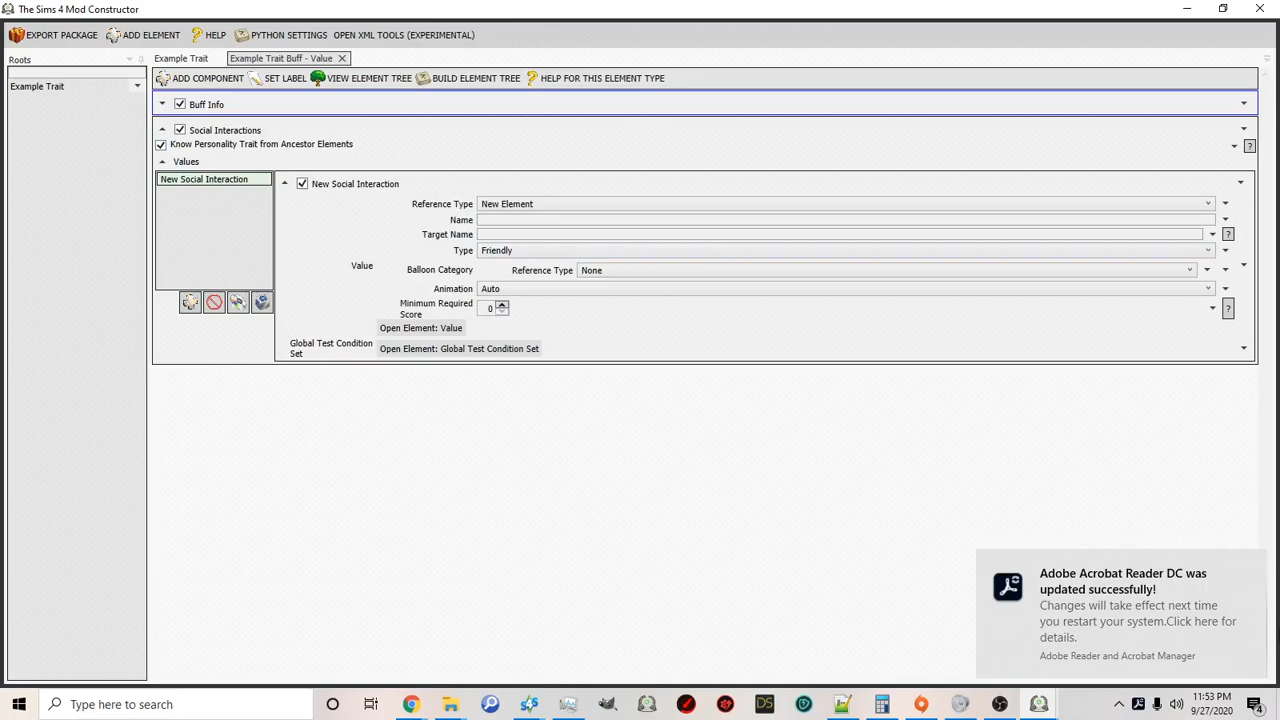 The Sims 4 Mod Constructor
EXPORT PACKAGE ADD ELEMENT ? HELP PYTHON SETTINGS OPEN XML TOOLS (EXPERIMENTAL)
Roots
Example Trait Example Trait Buff - Value
ADD COMPONENT SET LABEL VIEW ELEMENT TREE BUILD ELEMENT TREE ? HELP FOR THIS ELEMENT TYPE
Example Trait
Buff Info
Social Interactions
Know Personality Trait from Ancestor Elements ?
Values
New Social Interaction
New Social Interaction
Reference Type New Element
Name
Target Name ?
Type Friendly
Value
Balloon Category Reference Type None
Animation Auto
Minimum Required
Score 0 ?
Open Element: Value
Global Test Condition
Set
Open Element: Global Test Condition Set
Adobe Acrobat Reader DC was
updated successfully!
Changes will take effect next time
you restart your system.Click here for
details.
Adobe Reader and Acrobat Manager
Type here to search
DS
11:53 PM
9/27/2020
4